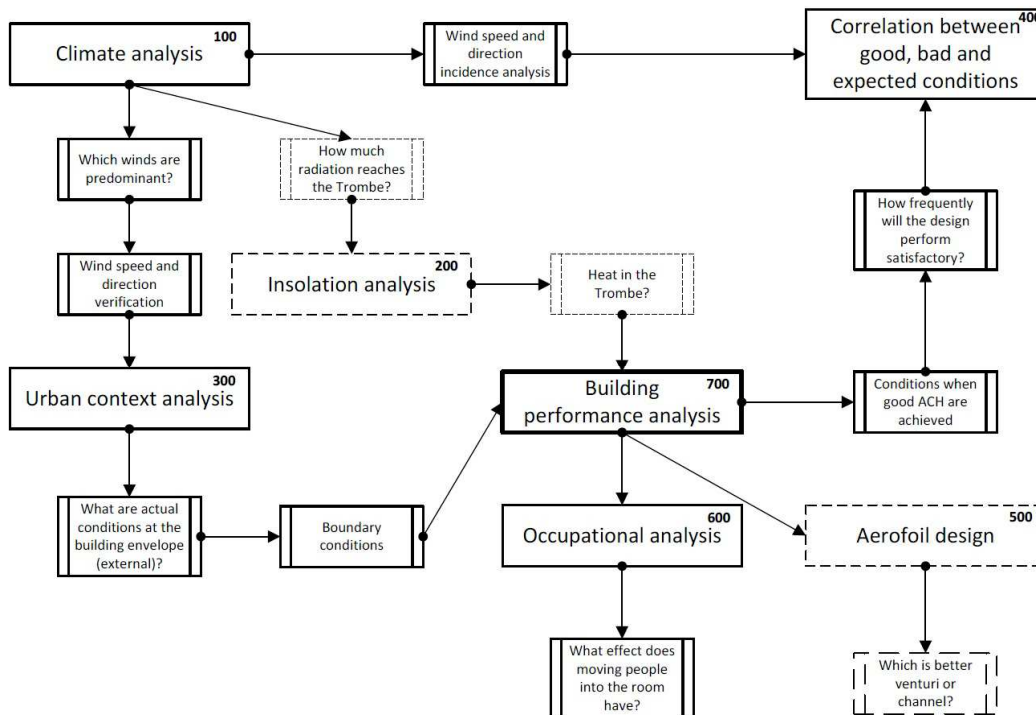 100
Climate analysis
Wind speed and
direction
incidence analysis
400
Correlation between
good, bad and
expected conditions
Which winds are
predominant?
How much
radiation reaches
the Trombe?
How frequently
will the design
perform
satisfactory?
Wind speed and
direction
verification
200
Insolation analysis
Heat in the
Trombe?
300
Urban context analysis
700
Building
performance analysis
Conditions when
good ACH are
achieved
What are actual
conditions at the
building envelope
(external)?
Boundary
conditions
600
Occupational analysis
500
Aerofoil design
What effect does
moving people
into the room
have?
Which is better
venturi or
channel?